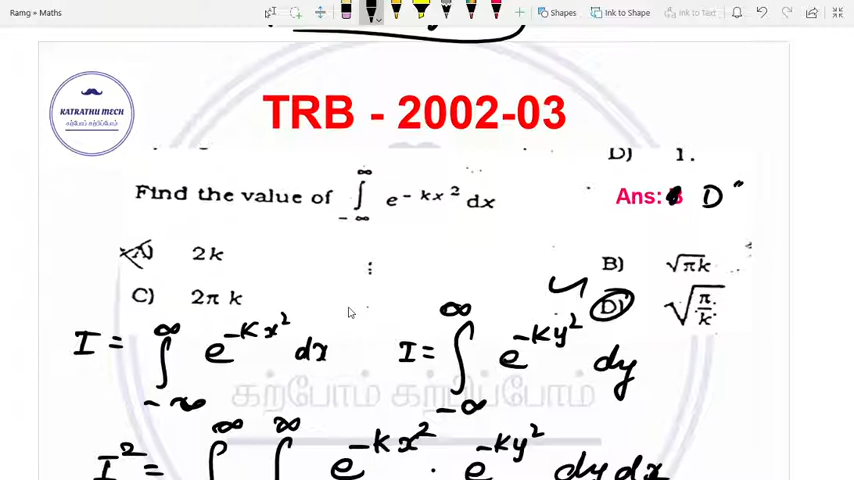 Ramg = Maths
Shapes Ink to Shape Ink to Text
KATRATHU MECH
கற்போம் கற்பிப்போம்
TRB - 2002-03
D) 1.
Find the value of ∫_{-∞}^{∞} e^{-kx²} dx
Ans: D"
A) 2k
B) √πk
C) 2π k
D) √(π/k)
I = ∫_{-∞}^{∞} e^{-kx²} dx I = ∫_{-∞}^{∞} e^{-ky²} dy
கற்போம் கற்பிப்போம்
I² = ∫^{∞} ∫^{∞} e^{-kx²} . e^{-ky²} dy dx